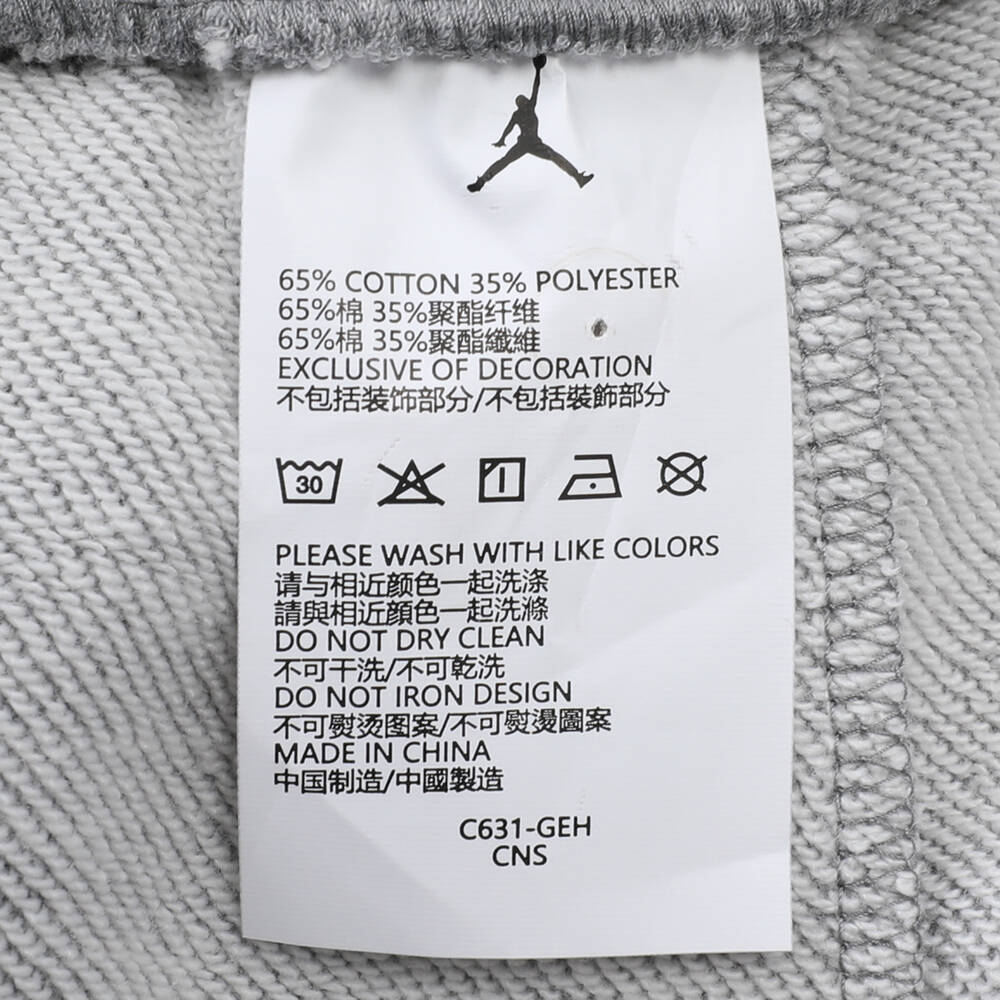 65% COTTON 35% POLYESTER
65%棉 35%聚酯纤维
65%棉 35%聚酯纖維
EXCLUSIVE OF DECORATION
不包括装饰部分/不包括裝飾部分
30
PLEASE WASH WITH LIKE COLORS
请与相近颜色一起洗涤
請與相近顏色一起洗滌
DO NOT DRY CLEAN
不可干洗/不可乾洗
DO NOT IRON DESIGN
不可熨烫图案/不可熨燙圖案
MADE IN CHINA
中国制造/中國製造
C631-GEH
CNS